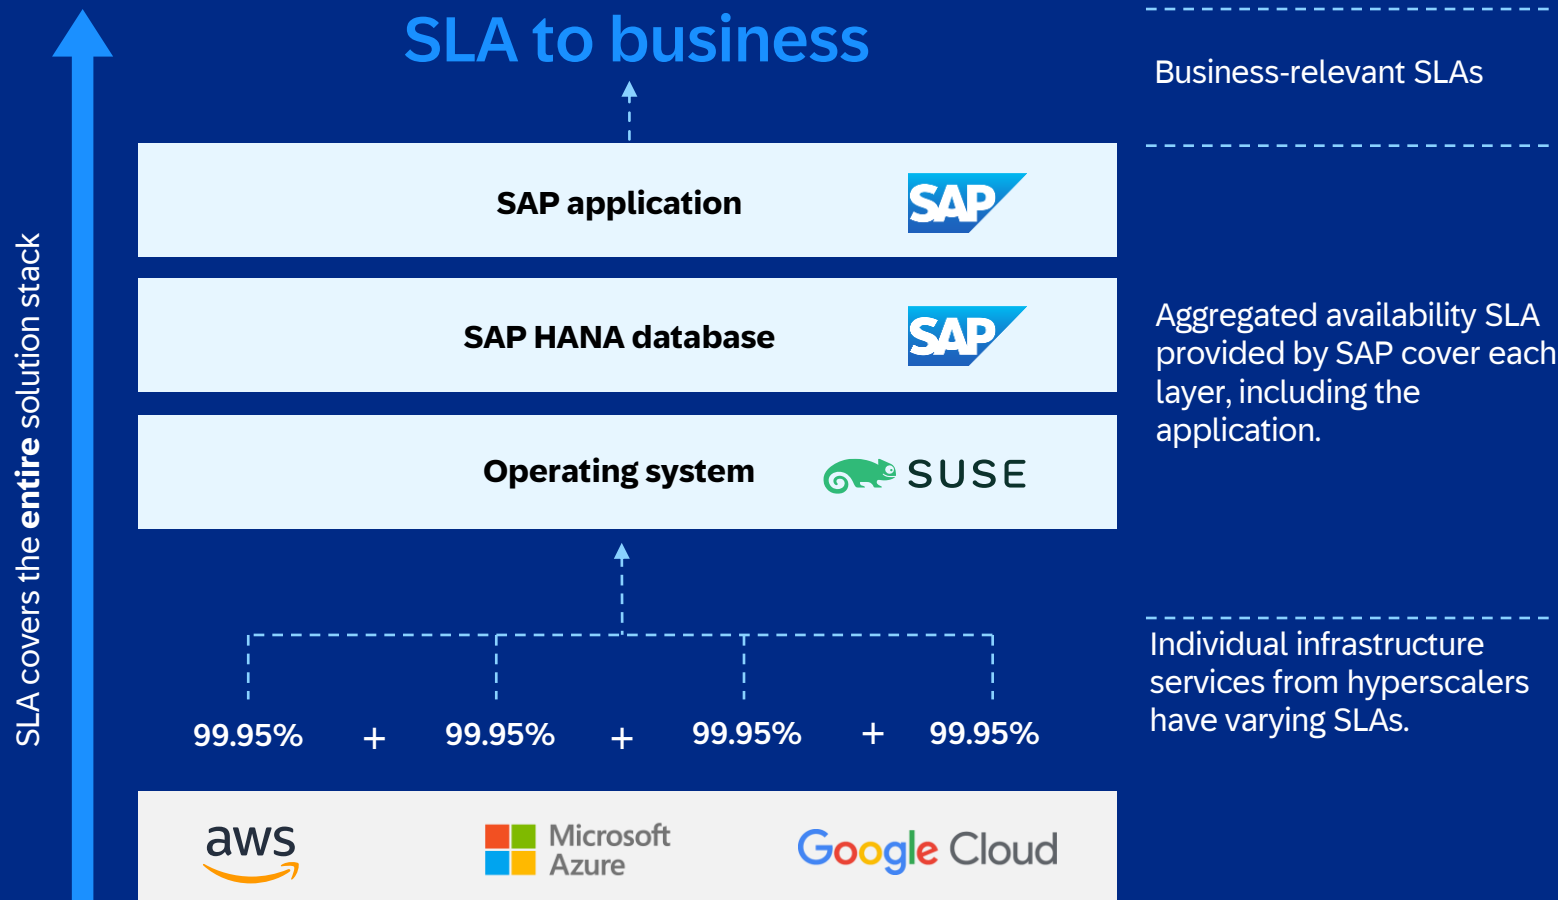 SLA to business
Business-relevant SLAs
SLA covers the entire solution stack
SAP application
SAP
SAP HANA database
SAP
Operating system
SUSE
Aggregated availability SLA
provided by SAP cover each
layer, including the
application.
Individual infrastructure
services from hyperscalers
have varying SLAs.
99.95% + 99.95% + 99.95% + 99.95%
aws
Microsoft
Azure
Google Cloud